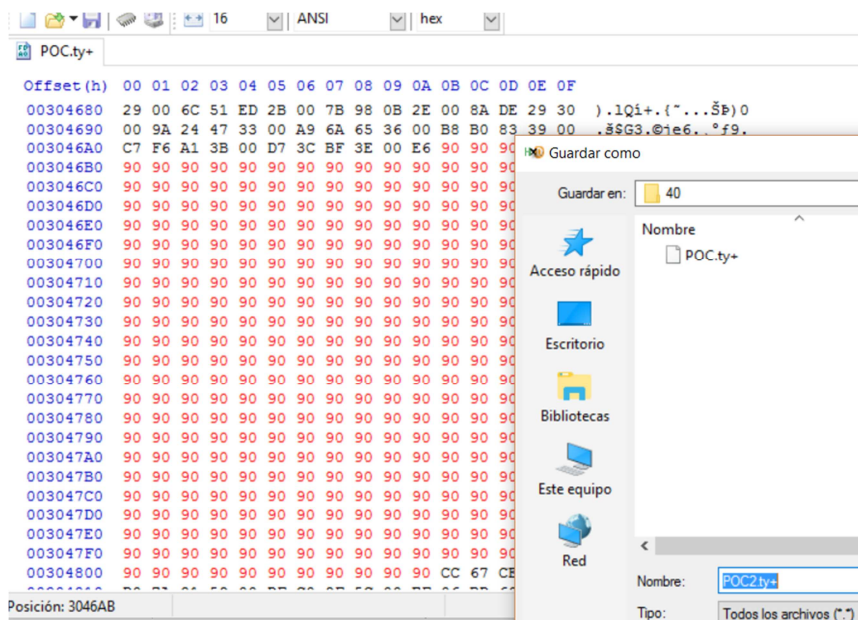 16 ANSI hex
POC.ty+
Offset(h) 00 01 02 03 04 05 06 07 08 09 0A 0B 0C 0D 0E 0F
00304680 29 00 6C 51 ED 2B 00 7B 98 0B 2E 00 8A DE 29 30 ).lQí+.{˜...ŠÞ)0
00304690 00 9A 24 47 33 00 A9 6A 65 36 00 B8 B0 83 39 00 .š$G3.©je6.¸°ƒ9.
003046A0 C7 F6 A1 3B 00 D7 3C BF 3E 00 E6 90 90 90
003046B0 90 90 90 90 90 90 90 90 90 90 90 90 90 90
003046C0 90 90 90 90 90 90 90 90 90 90 90 90 90 90
003046D0 90 90 90 90 90 90 90 90 90 90 90 90 90 90
003046E0 90 90 90 90 90 90 90 90 90 90 90 90 90 90
003046F0 90 90 90 90 90 90 90 90 90 90 90 90 90 90
00304700 90 90 90 90 90 90 90 90 90 90 90 90 90 90
00304710 90 90 90 90 90 90 90 90 90 90 90 90 90 90
00304720 90 90 90 90 90 90 90 90 90 90 90 90 90 90
00304730 90 90 90 90 90 90 90 90 90 90 90 90 90 90
00304740 90 90 90 90 90 90 90 90 90 90 90 90 90 90
00304750 90 90 90 90 90 90 90 90 90 90 90 90 90 90
00304760 90 90 90 90 90 90 90 90 90 90 90 90 90 90
00304770 90 90 90 90 90 90 90 90 90 90 90 90 90 90
00304780 90 90 90 90 90 90 90 90 90 90 90 90 90 90
00304790 90 90 90 90 90 90 90 90 90 90 90 90 90 90
003047A0 90 90 90 90 90 90 90 90 90 90 90 90 90 90
003047B0 90 90 90 90 90 90 90 90 90 90 90 90 90 90
003047C0 90 90 90 90 90 90 90 90 90 90 90 90 90 90
003047D0 90 90 90 90 90 90 90 90 90 90 90 90 90 90
003047E0 90 90 90 90 90 90 90 90 90 90 90 90 90 90
003047F0 90 90 90 90 90 90 90 90 90 90 90 90 90 90
00304800 90 90 90 90 90 90 90 90 90 90 90 CC 67
Posición: 3046AB
Guardar como
Guardar en: 40
Nombre
POC.ty+
Acceso rápido
Escritorio
Bibliotecas
Este equipo
Red
Nombre: POC2.ty+
Tipo: Todos los archivos (*.*)